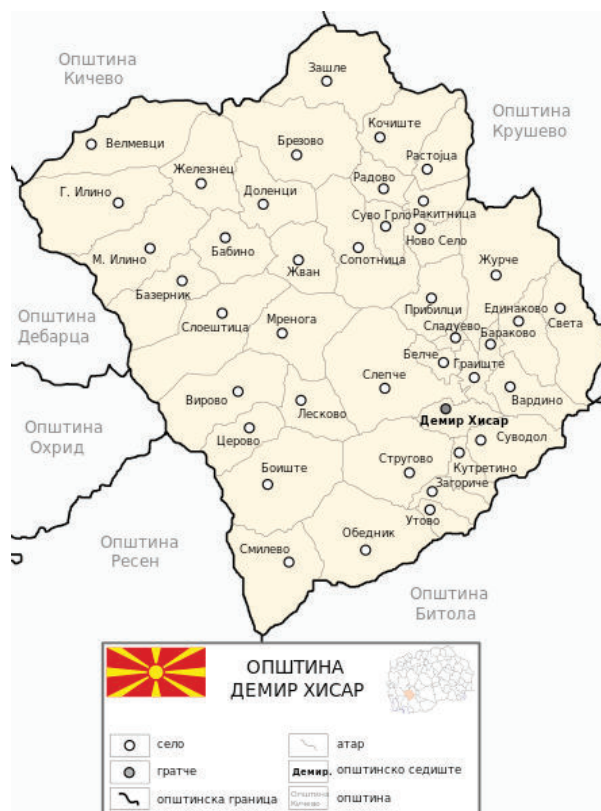 Општина
Кичево
Зашле
Општина
Крушево
Кочиште
Велмевци
Брезово
Растојца
Железнец
Радово
Г. Илино
Доленци
Ракитница
Суво Грло
Ново Село
М. Илино
Бабино
Сопотница
Жван
Журче
Базерник
Општина
Дебарца
Слоештица
Мренога
Прибилци
Единаково
Света
Сладуево
Бараково
Белче
Граиште
Слепче
Вардино
Вирово
Лесково
Демир Хисар
Општина
Охрид
Церово
Суводол
Боиште
Стругово
Кутретино
Загориче
Утово
Општина
Ресен
Смилево
Обедник
Општина
Битола
ОПШТИНА
ДЕМИР ХИСАР
село
атар
гратче
Демир.
општинско седиште
општинска граница
Општина
Кичево
општина